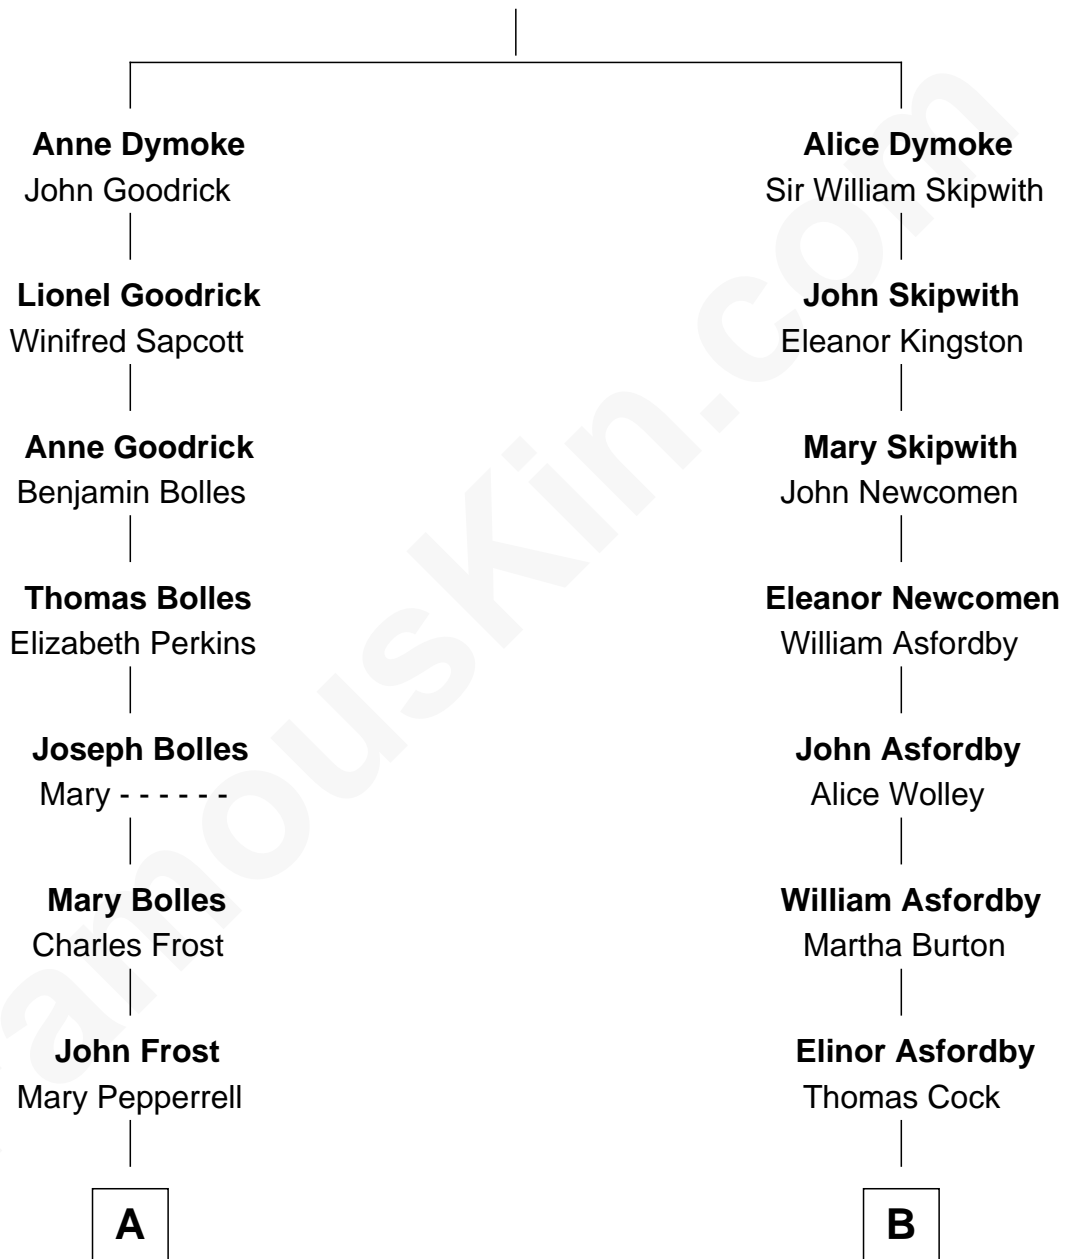 Anne Dymoke
John Goodrick
Lionel Goodrick
Winifred Sapcott
Anne Goodrick
Benjamin Bolles
Thomas Bolles
Elizabeth Perkins
Joseph Bolles
Mary - - - - - -
Mary Bolles
Charles Frost
John Frost
Mary Pepperrell
A
Alice Dymoke
Sir William Skipwith
John Skipwith
Eleanor Kingston
Mary Skipwith
John Newcomen
Eleanor Newcomen
William Asfordby
John Asfordby
Alice Wolley
William Asfordby
Martha Burton
Elinor Asfordby
Thomas Cock
B
amouskin.com